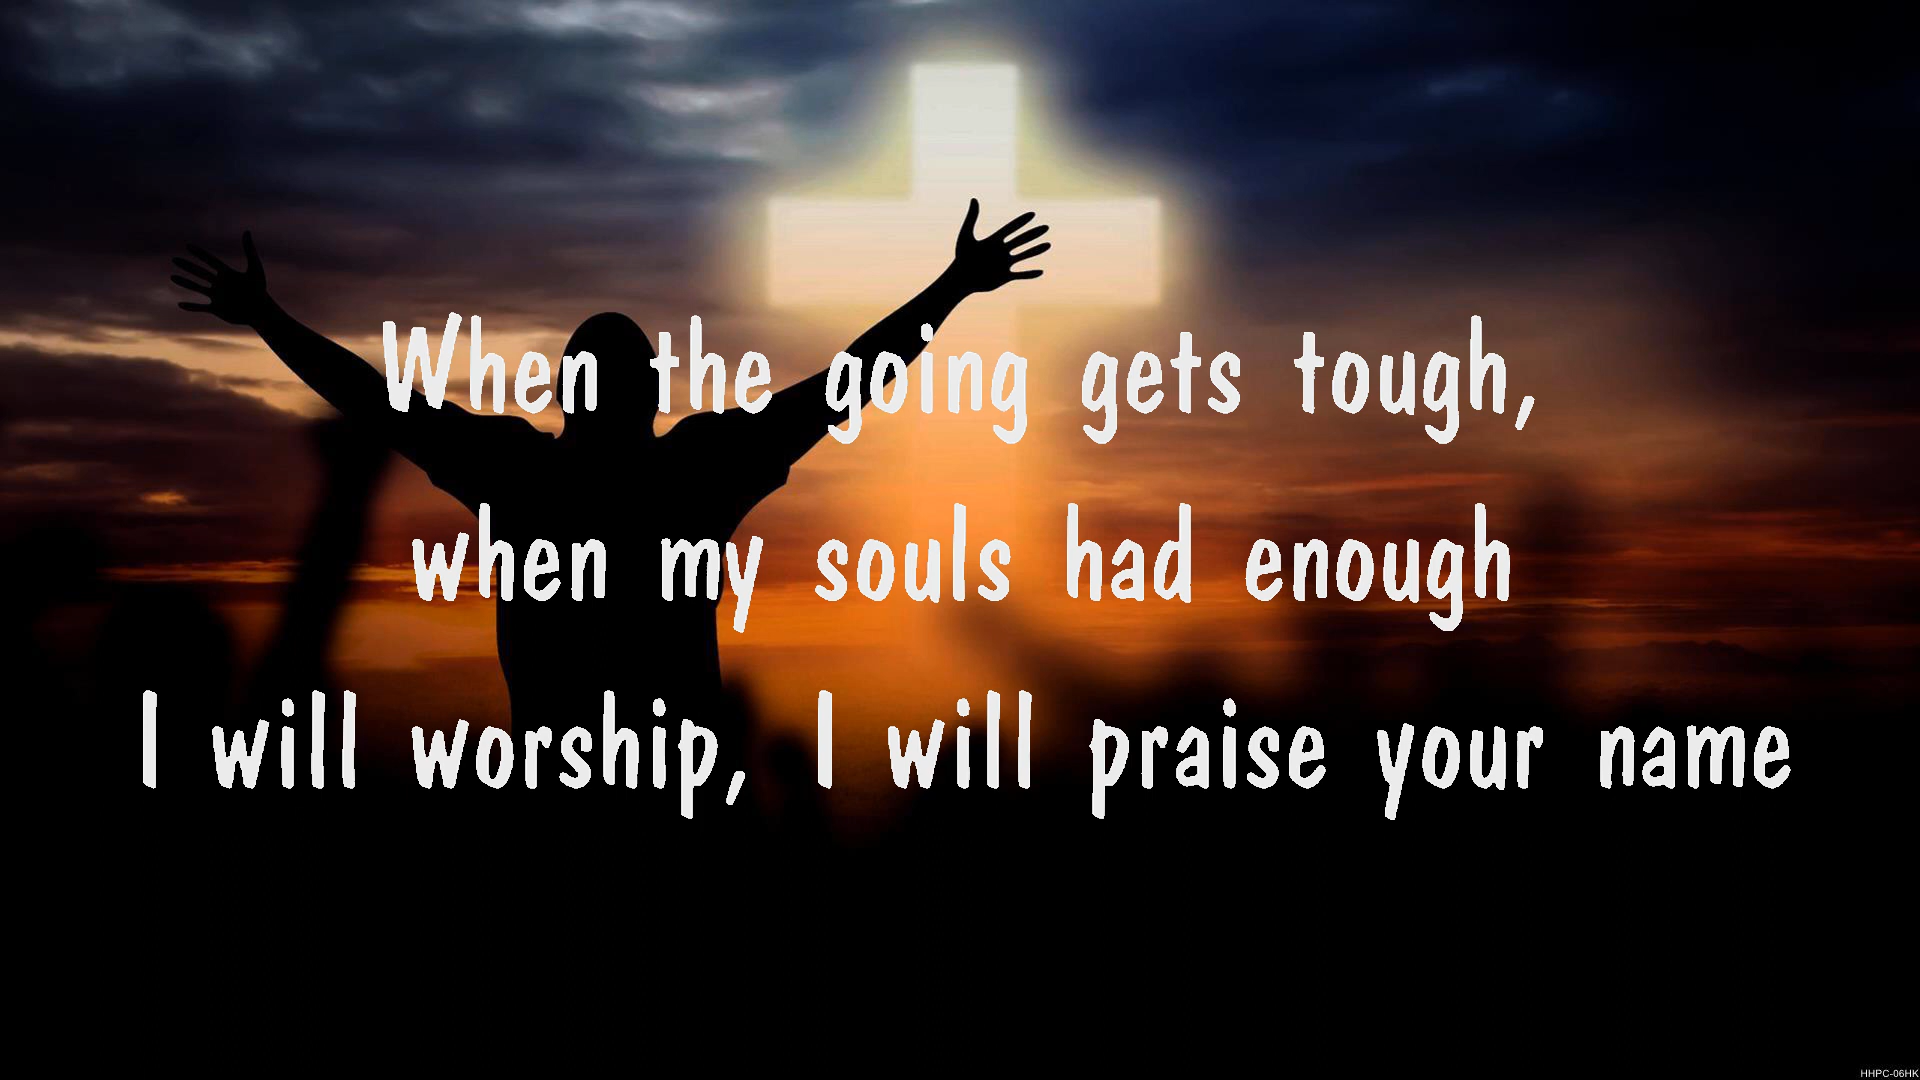 When the going gets tough,
when my souls had enough
I will worship, I will praise your name
HHPC-06HK